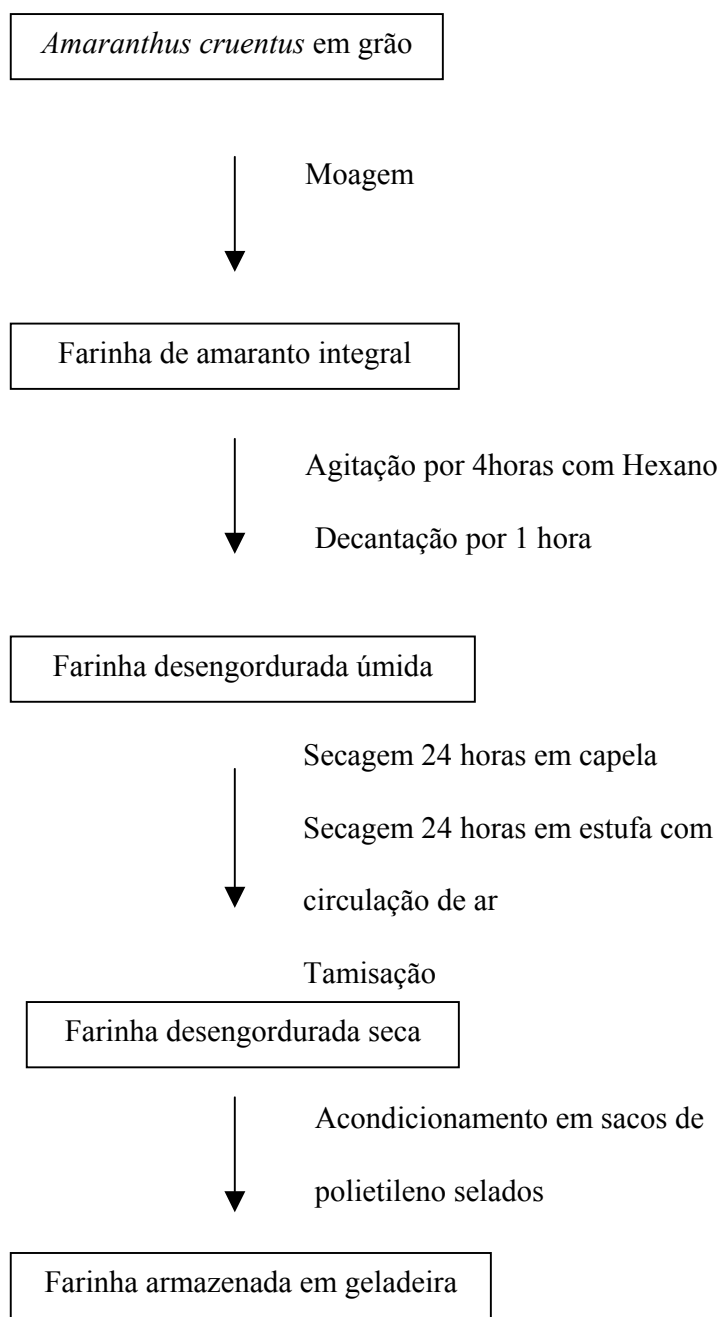 Amaranthus cruentus em grão
Moagem
Farinha de amaranto integral
Agitação por 4horas com Hexano
Decantação por 1 hora
Farinha desengordurada úmida
Secagem 24 horas em capela
Secagem 24 horas em estufa com
circulação de ar
Tamisação
Farinha desengordurada seca
Acondicionamento em sacos de
polietileno selados
Farinha armazenada em geladeira